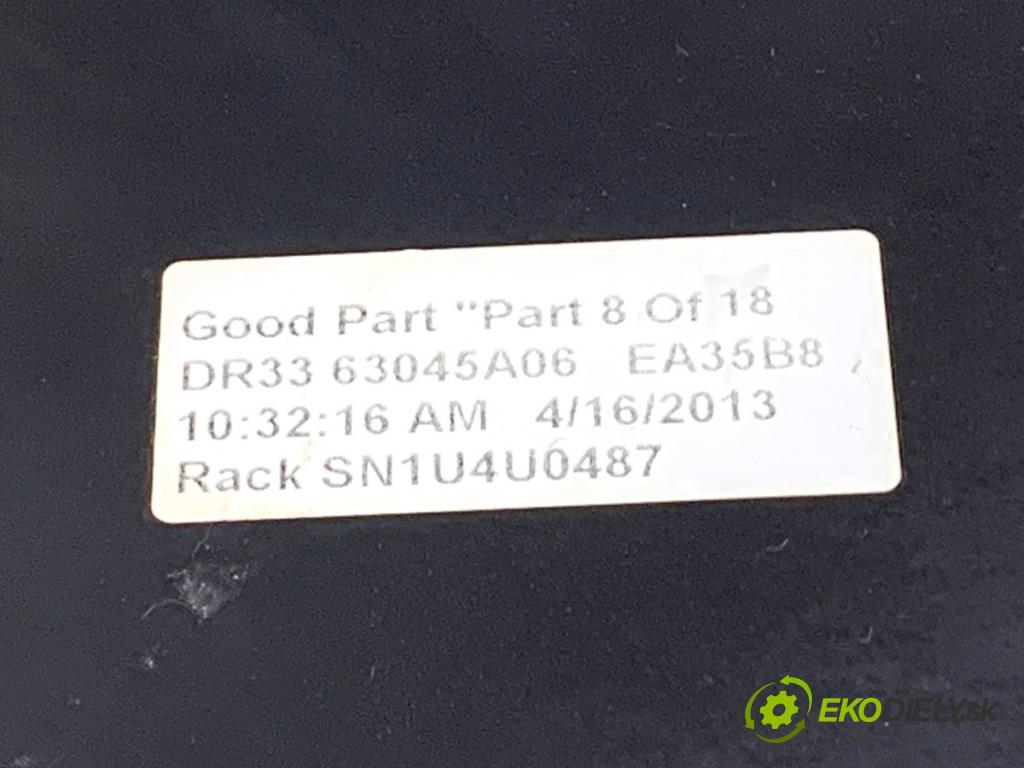 Good Part "Part 8 Of 18
DR33 63045A06 EA35B8
10:32:16 AM 4/16/2013
Rack SN1U4U0487
EKODIELY.sk